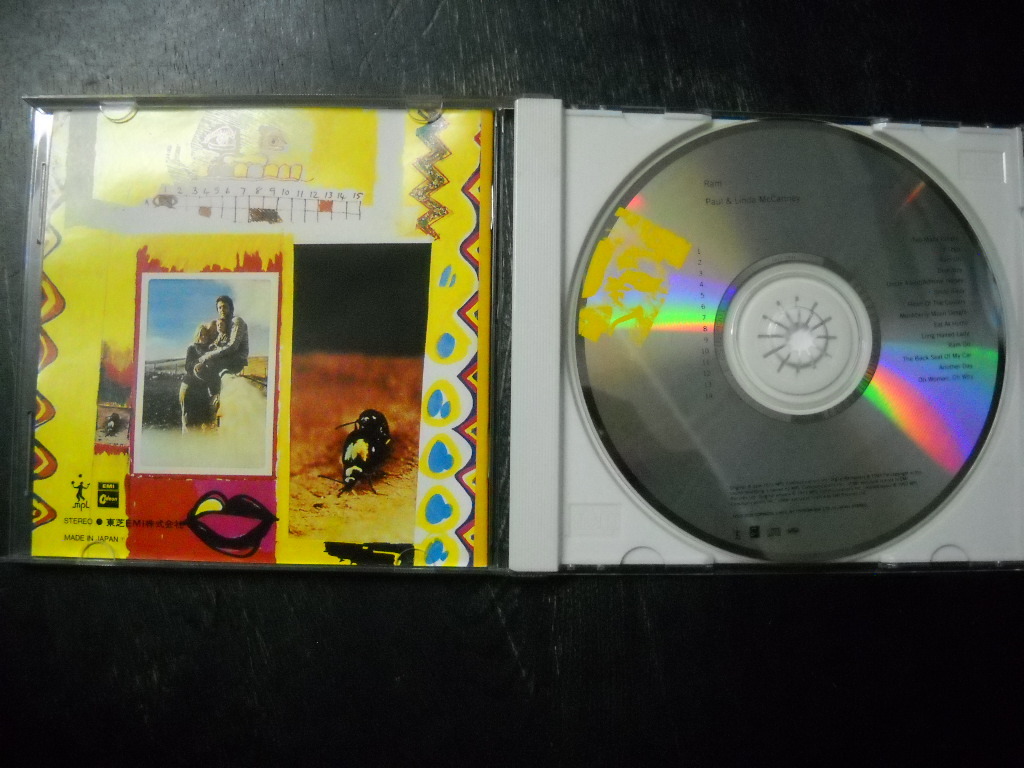 1 2 3 4 5 6 7 8 9 10 11 12 13 14 15
mpl
EMI
Odeon
STEREO ● 東芝EMI株式会社
MADE IN JAPAN
Ram
Paul & Linda McCartney
1
2
3
4
5
6
7
8
9
10
11
12
13
14
Too Many People
3 Legs
Ram On
Dear Boy
Uncle Albert/Admiral Halsey
Smile Away
Heart Of The Country
Monkberry Moon Delight
Eat At Home
Long Haired Lady
Ram On
The Back Seat Of My Car
Another Day
Oh Woman, Oh Why